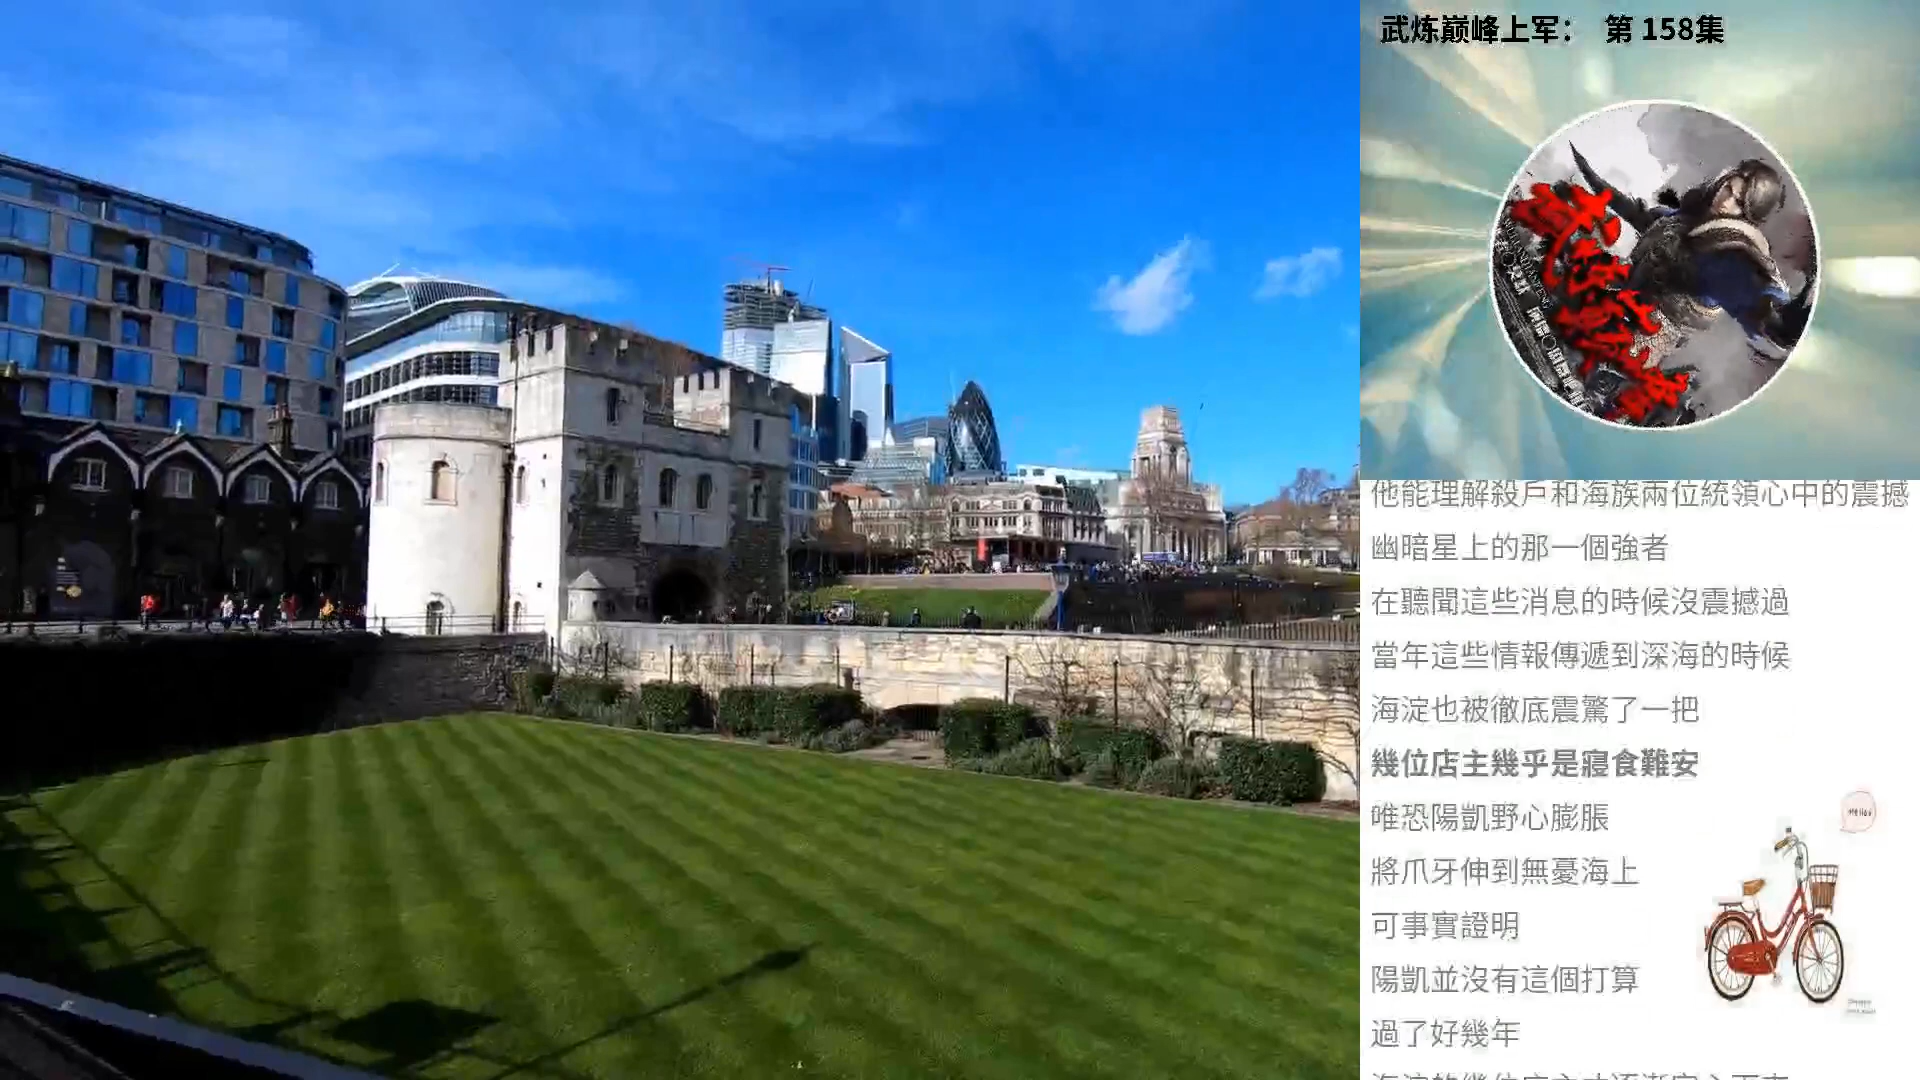 武炼巅峰上军： 第 158集
他能理解殺戶和海族兩位統領心中的震撼
幽暗星上的那一個強者
在聽聞這些消息的時候沒震撼過
當年這些情報傳遞到深海的時候
海淀也被徹底震驚了一把
幾位店主幾乎是寢食難安
唯恐陽凱野心膨脹
將爪牙伸到無憂海上
可事實證明
陽凱並沒有這個打算
過了好幾年
Hello